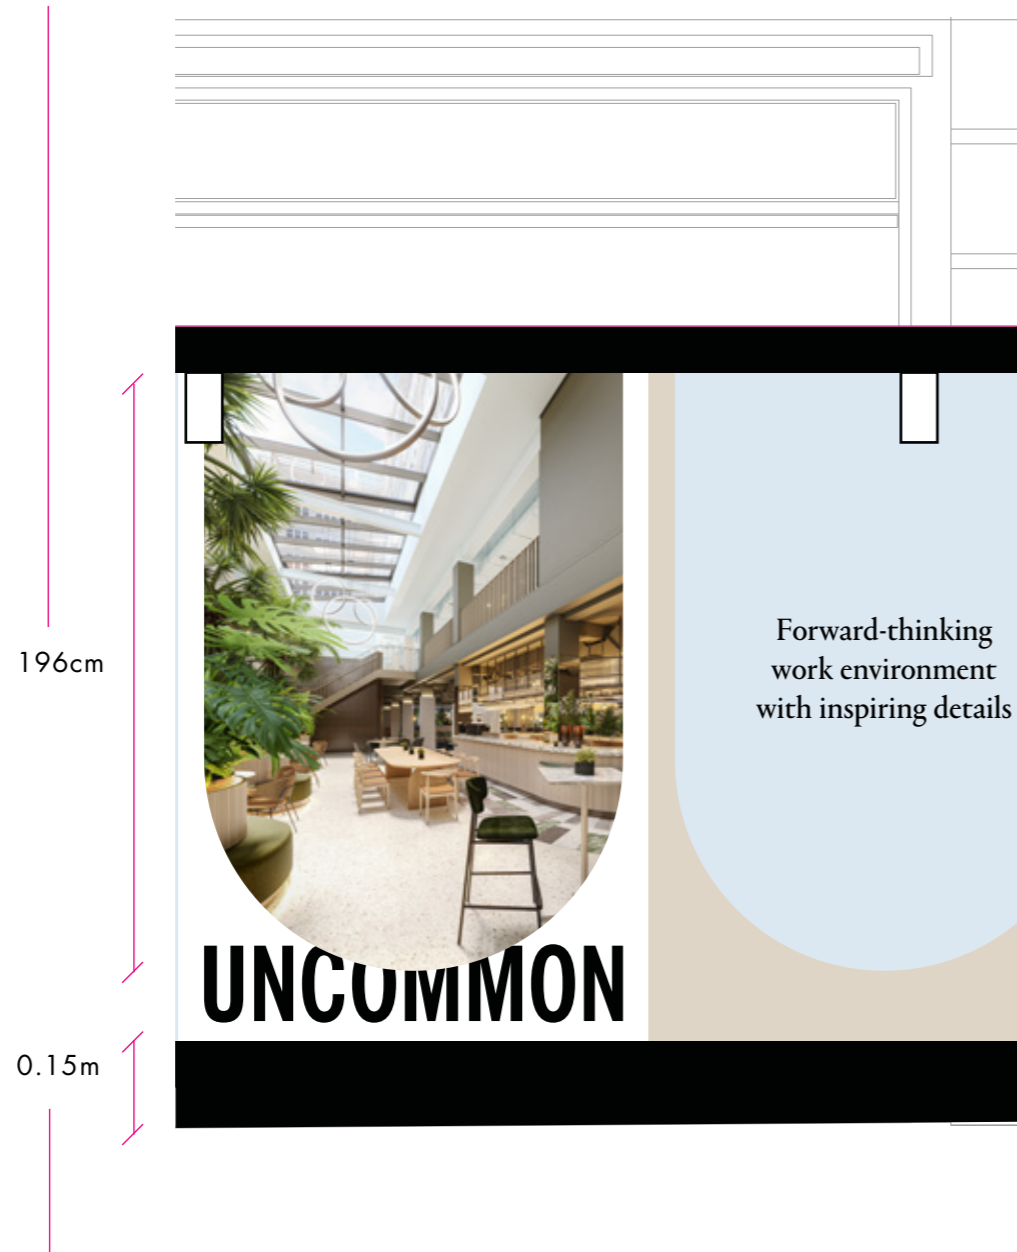 196cm
0.15m
UNCOMMON
Forward-thinking
work environment
with inspiring details